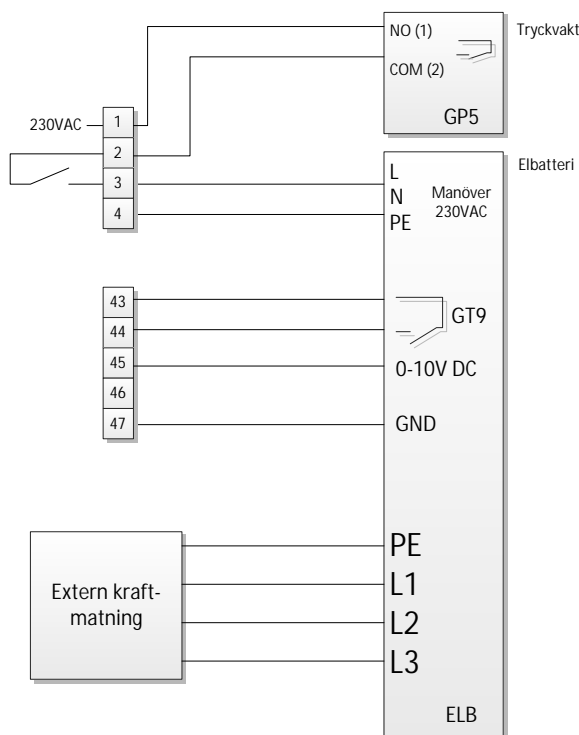 NO (1)
Tryckvakt
COM (2)
GP5
230VAC
1
2
3
4
Elbatteri
L
N
PE
Manöver
230VAC
43
44
45
46
47
GT9
0-10V DC
GND
Extern kraft-
matning
PE
L1
L2
L3
ELB